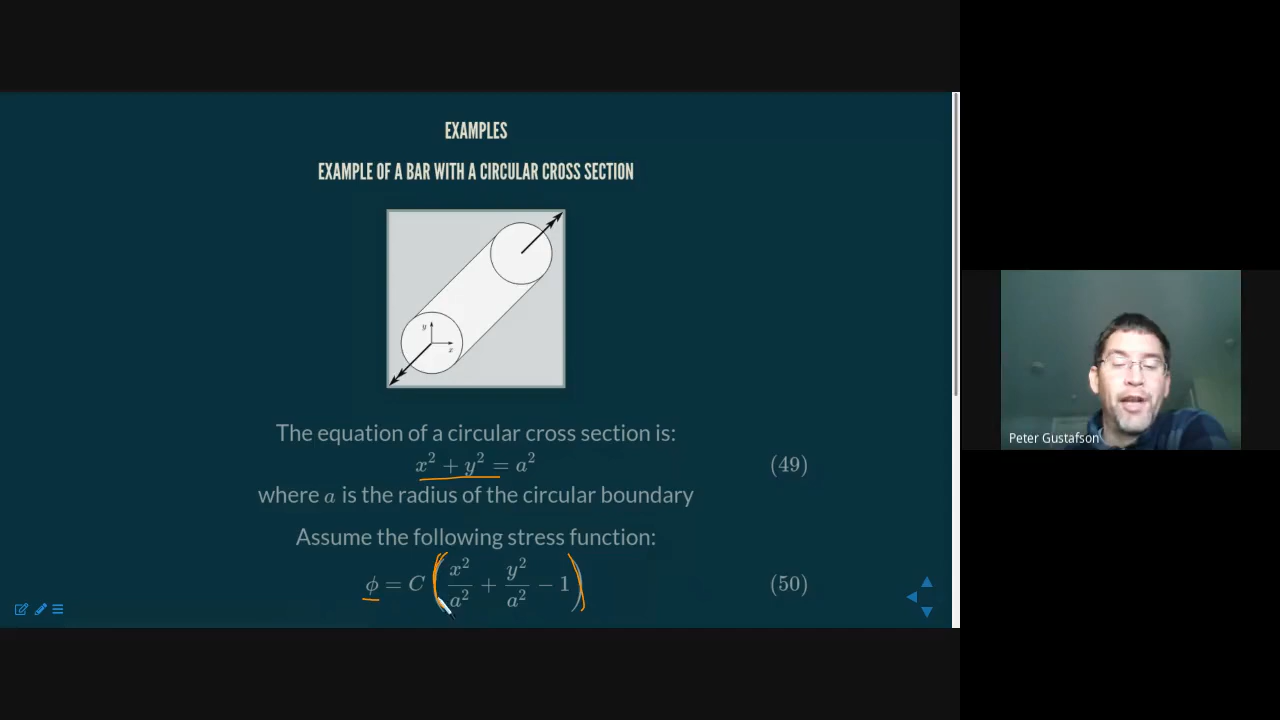 EXAMPLES
EXAMPLE OF A BAR WITH A CIRCULAR CROSS SECTION
y
x
The equation of a circular cross section is:
x² + y² = a² (49)
where a is the radius of the circular boundary
Assume the following stress function:
ϕ = C (x²/a² + y²/a² − 1) (50)
Peter Gustafson